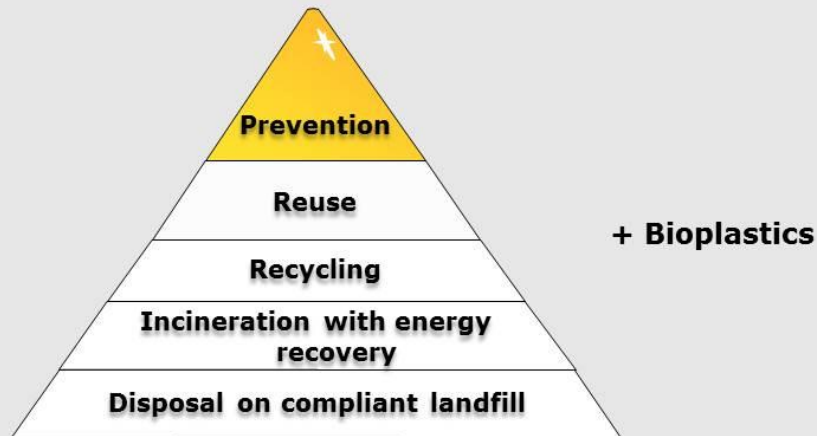 Prevention
Reuse
+ Bioplastics
Recycling
Incineration with energy
recovery
Disposal on compliant landfill